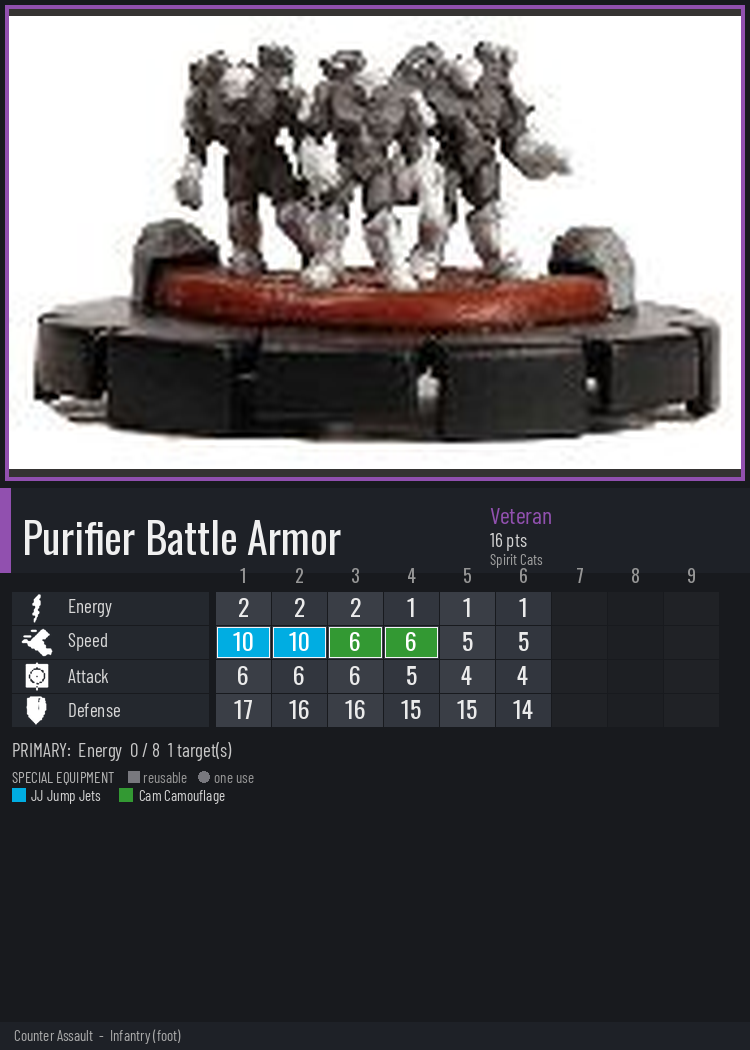 Purifier Battle Armor
Veteran
16 pts
Spirit Cats
1 2 3 4 5 6 7 8 9
Energy 2 2 2 1 1 1
Speed 10 10 6 6 5 5
Attack 6 6 6 5 4 4
Defense 17 16 16 15 15 14
PRIMARY: Energy 0 / 8 1 target(s)
SPECIAL EQUIPMENT reusable one use
JJ Jump Jets Cam Camouflage
Counter Assault - Infantry (foot)